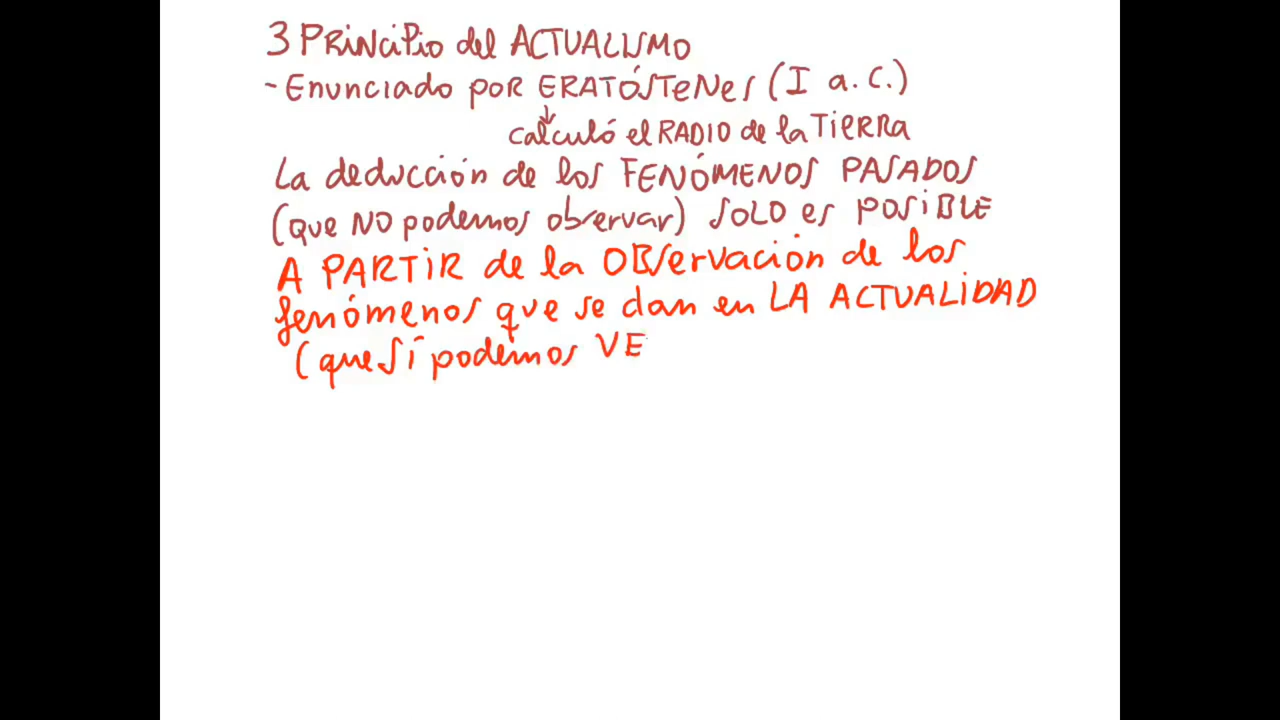 3 Principio del ACTUALISMO
- Enunciado por ERATÓSTENES (I a.C.)
↓
calculó el RADIO de la TIERRA
La deducción de los FENÓMENOS PASADOS
(que NO podemos observar) SOLO es POSIBLE
A PARTIR de la OBSERVACIÓN de los
fenómenos que se dan en LA ACTUALIDAD
(que SÍ podemos VE